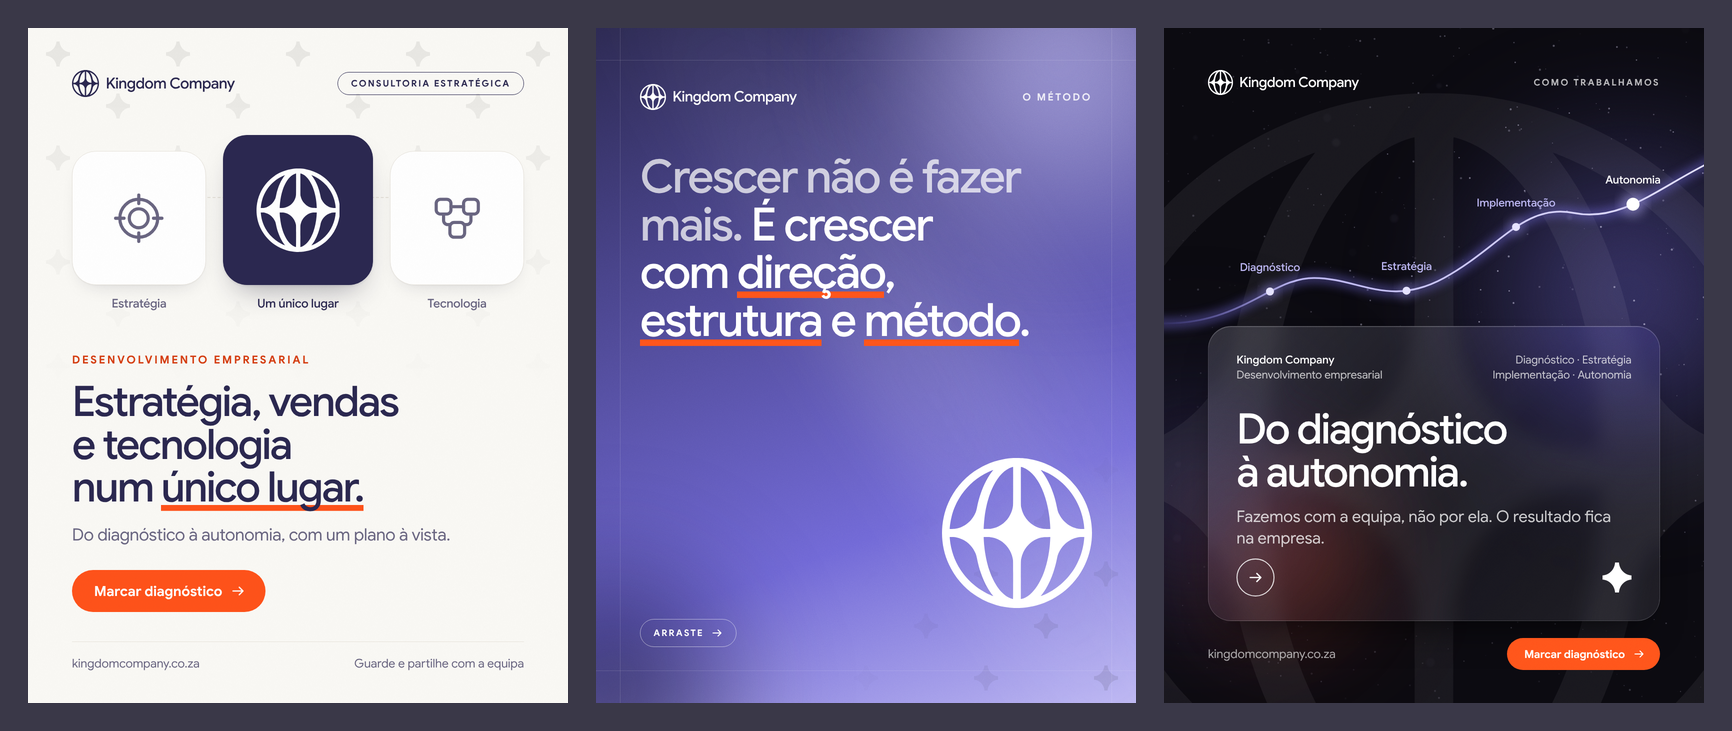 Kingdom Company
CONSULTORIA ESTRATÉGICA
Estratégia
Um único lugar
Tecnologia
DESENVOLVIMENTO EMPRESARIAL
Estratégia, vendas
e tecnologia
num único lugar.
Do diagnóstico à autonomia, com um plano à vista.
Marcar diagnóstico →
kingdomcompany.co.za
Guarde e partilhe com a equipa
Kingdom Company
O MÉTODO
Crescer não é fazer
mais. É crescer
com direção,
estrutura e método.
ARRASTE →
Kingdom Company
COMO TRABALHAMOS
Autonomia
Implementação
Diagnóstico
Estratégia
Kingdom Company
Desenvolvimento empresarial
Diagnóstico · Estratégia
Implementação · Autonomia
Do diagnóstico
à autonomia.
Fazemos com a equipa, não por ela. O resultado fica
na empresa.
kingdomcompany.co.za
Marcar diagnóstico →